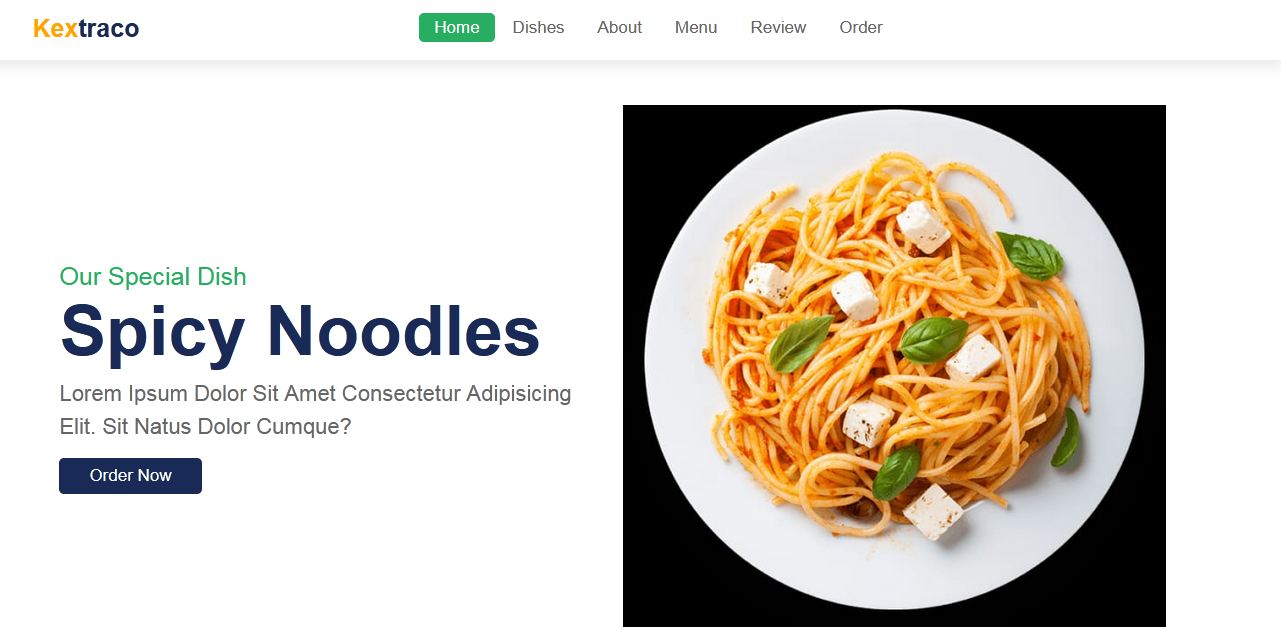 Kextraco
Home Dishes About Menu Review Order
Our Special Dish
Spicy Noodles
Lorem Ipsum Dolor Sit Amet Consectetur Adipisicing
Elit. Sit Natus Dolor Cumque?
Order Now